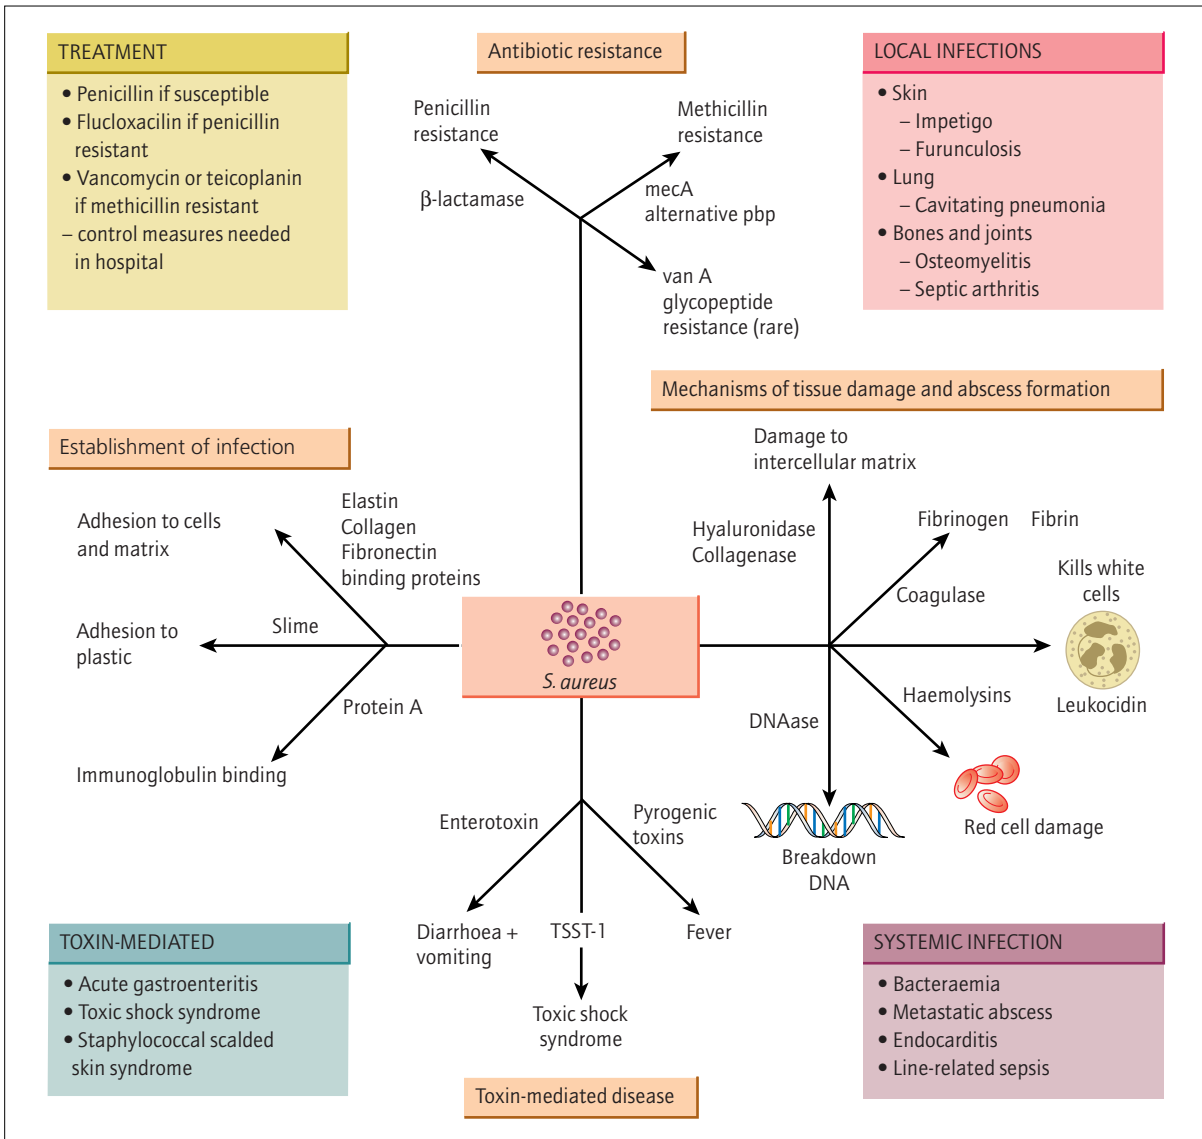 TREATMENT
• Penicillin if susceptible
• Flucloxacilin if penicillin
resistant
• Vancomycin or teicoplanin
if methicillin resistant
– control measures needed
in hospital
Antibiotic resistance
Penicillin
resistance
Methicillin
resistance
β-lactamase
mecA
alternative pbp
van A
glycopeptide
resistance (rare)
LOCAL INFECTIONS
• Skin
– Impetigo
– Furunculosis
• Lung
– Cavitating pneumonia
• Bones and joints
– Osteomyelitis
– Septic arthritis
Mechanisms of tissue damage and abscess formation
Damage to
intercellular matrix
Hyaluronidase
Collagenase
Fibrinogen Fibrin
Coagulase
Kills white
cells
Leukocidin
Haemolysins
Red cell damage
DNAase
Breakdown
DNA
Establishment of infection
Adhesion to cells
and matrix
Elastin
Collagen
Fibronectin
binding proteins
Adhesion to
plastic
Slime
Protein A
Immunoglobulin binding
S. aureus
Enterotoxin
Pyrogenic
toxins
Diarrhoea +
vomiting
TSST-1
Fever
Toxic shock
syndrome
Toxin-mediated disease
TOXIN-MEDIATED
• Acute gastroenteritis
• Toxic shock syndrome
• Staphylococcal scalded
skin syndrome
SYSTEMIC INFECTION
• Bacteraemia
• Metastatic abscess
• Endocarditis
• Line-related sepsis